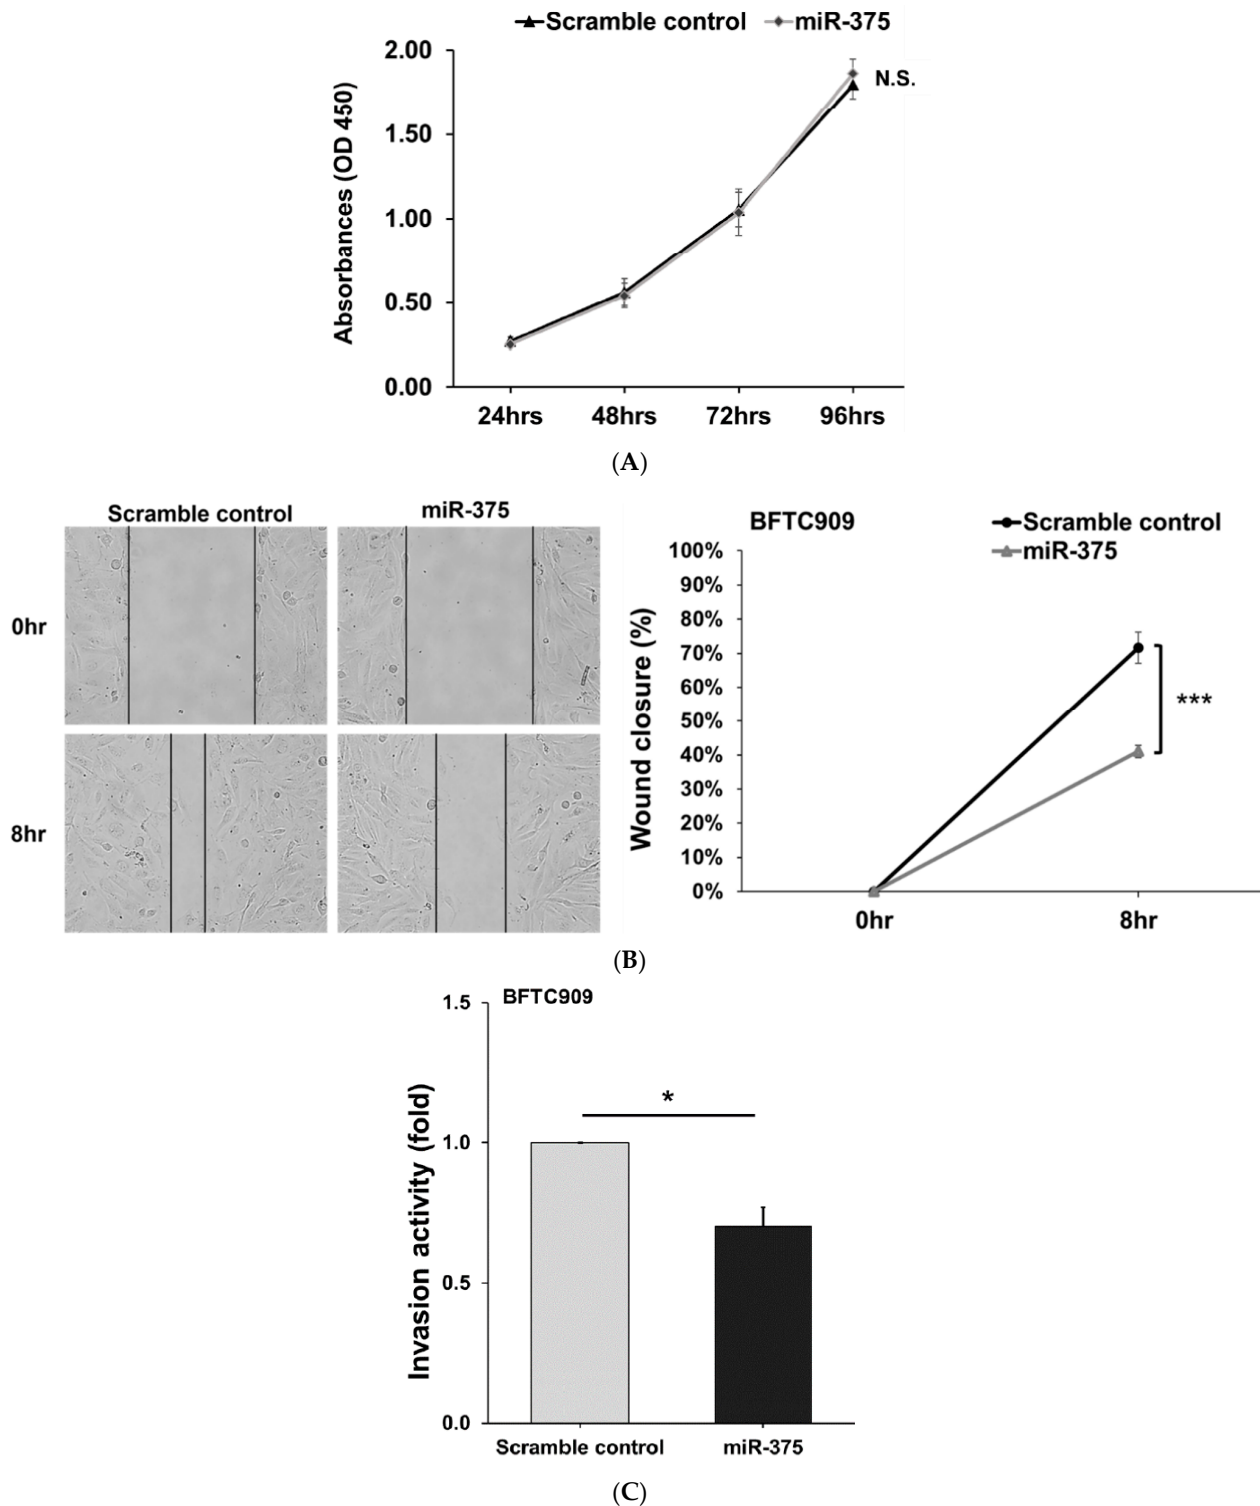 Scramble control miR-375
Absorbances (OD 450)
2.00
1.50
1.00
0.50
0.00
N.S.
24hrs 48hrs 72hrs 96hrs
(A)
Scramble control miR-375
0hr
8hr
BFTC909
Scramble control
miR-375
Wound closure (%)
100%
90%
80%
70%
60%
50%
40%
30%
20%
10%
0%
***
0hr 8hr
(B)
BFTC909
Invasion activity (fold)
1.5
1.0
0.5
0.0
*
Scramble control miR-375
(C)